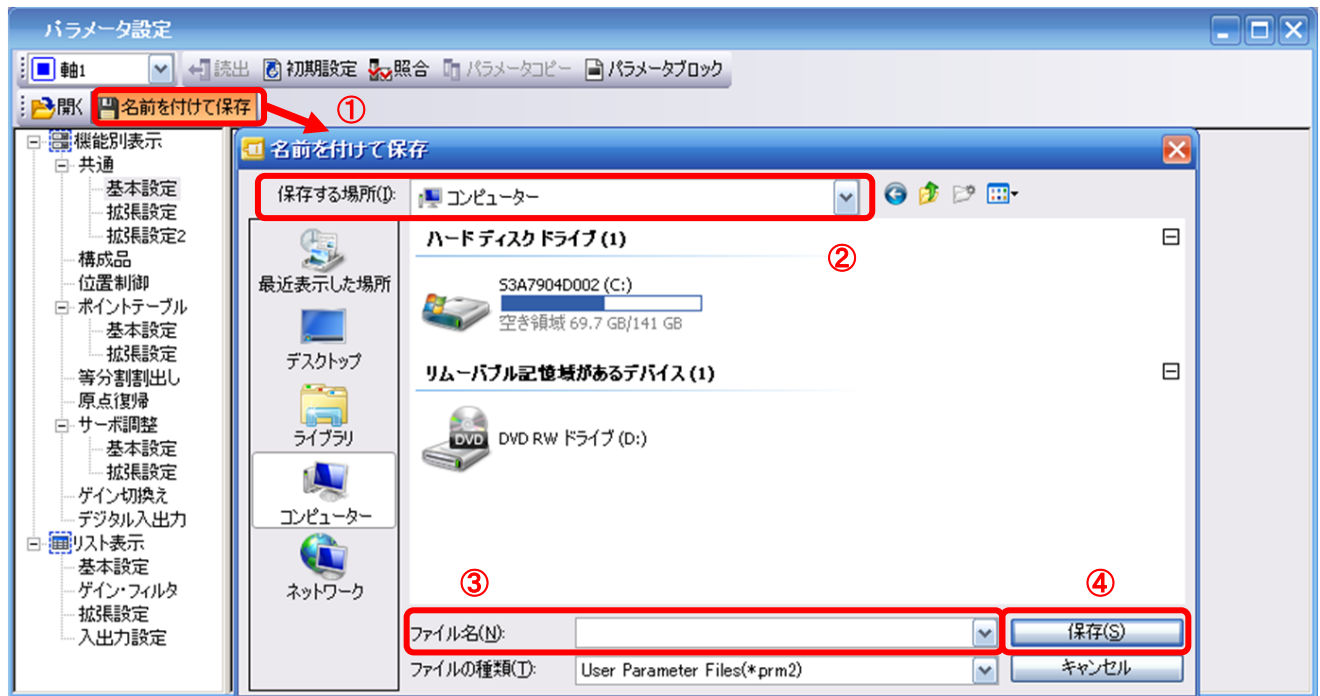 パラメータ設定
軸1 読出 初期設定 照合 パラメータコピー パラメータブロック
開く 名前を付けて保存 ①
機能別表示
共通
基本設定
拡張設定
拡張設定2
構成品
位置制御
ポイントテーブル
基本設定
拡張設定
等分割割出し
原点復帰
サーボ調整
基本設定
拡張設定
ゲイン切換え
デジタル入出力
リスト表示
基本設定
ゲイン・フィルタ
拡張設定
入出力設定
名前を付けて保存
保存する場所(I): コンピューター
②
最近表示した場所
デスクトップ
ライブラリ
コンピューター
ネットワーク
ハード ディスク ドライブ (1)
S3A7904D002 (C:)
空き領域 69.7 GB/141 GB
リムーバブル記憶域があるデバイス (1)
DVD
DVD RW ドライブ (D:)
③ ④
ファイル名(N): 保存(S)
ファイルの種類(T): User Parameter Files(*.prm2) キャンセル